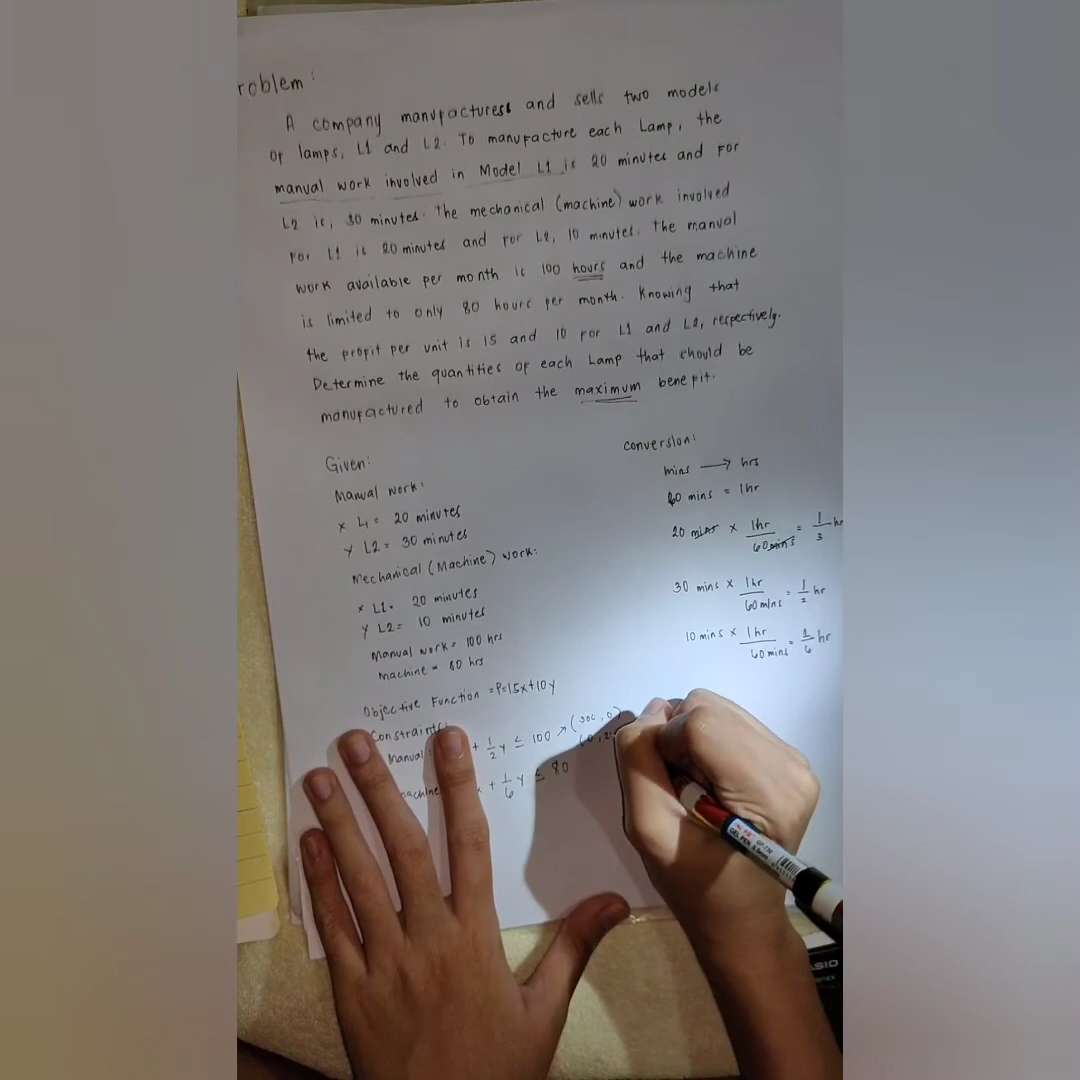 roblem:
A company manufactures and sells two models
of lamps, L1 and L2. To manufacture each Lamp, the
manual work involved in Model L1 is 20 minutes and for
L2 is, 30 minutes. The mechanical (machine) work involved
for L1 is 20 minutes and for L2, 10 minutes. The manual
work available per month is 100 hours and the machine
is limited to only 80 hours per month. Knowing that
the profit per unit is 15 and 10 for L1 and L2, respectively.
Determine the quantities of each Lamp that should be
manufactured to obtain the maximum benefit.
Given:
Manual work:
x L1 = 20 minutes
y L2 = 30 minutes
Mechanical (Machine) work:
x L1 = 20 minutes
y L2 = 10 minutes
Manual work = 100 hrs
machine = 80 hrs
Objective Function = P=15x+10y
Constraints:
Manual: + 1/2 y ≤ 100 → (300, 0)
x + 1/6 y ≤ 80
conversion:
mins → hrs
60 mins = 1hr
20 mins x 1hr/60mins = 1/3 hr
30 mins x 1hr/60mins = 1/2 hr
10 mins x 1hr/60mins = 1/6 hr
GEL PEN